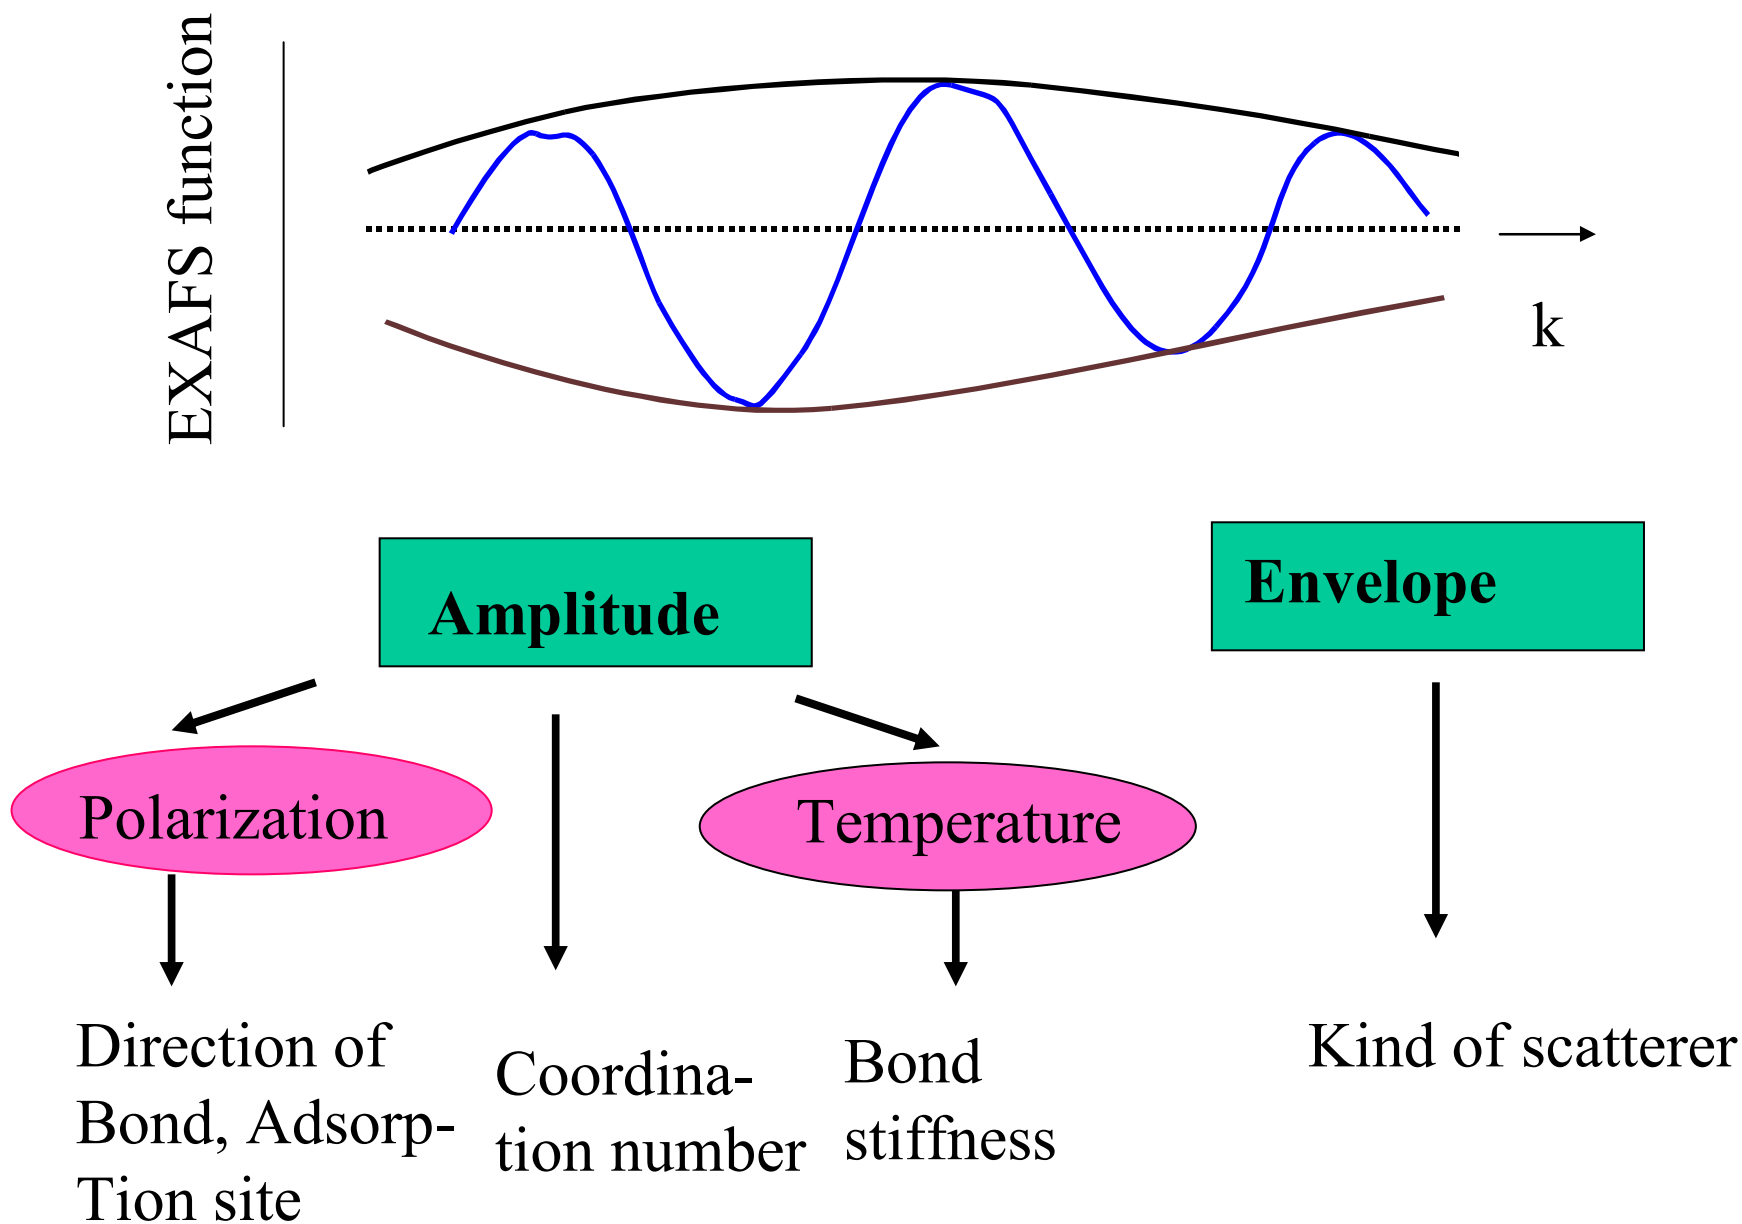 EXAFS function
k
Amplitude
Envelope
Polarization
Temperature
Direction of
Bond, Adsorp-
Tion site
Coordina-
tion number
Bond
stiffness
Kind of scatterer